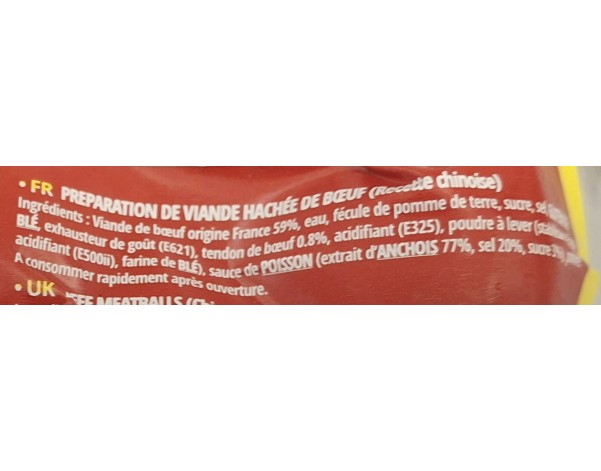 • FR PREPARATION DE VIANDE HACHÉE DE BŒUF (Recette chinoise)
Ingrédients : Viande de bœuf origine France 59%, eau, fécule de pomme de terre, sucre, sel,
BLÉ, exhausteur de goût (E621), tendon de bœuf 0.8%, acidifiant (E325), poudre à lever
acidifiant (E500ii), farine de BLÉ), sauce de POISSON (extrait d'ANCHOIS 77%, sel 20%, sucre 3%,
A consommer rapidement après ouverture.
• UK BEEF MEATBALLS